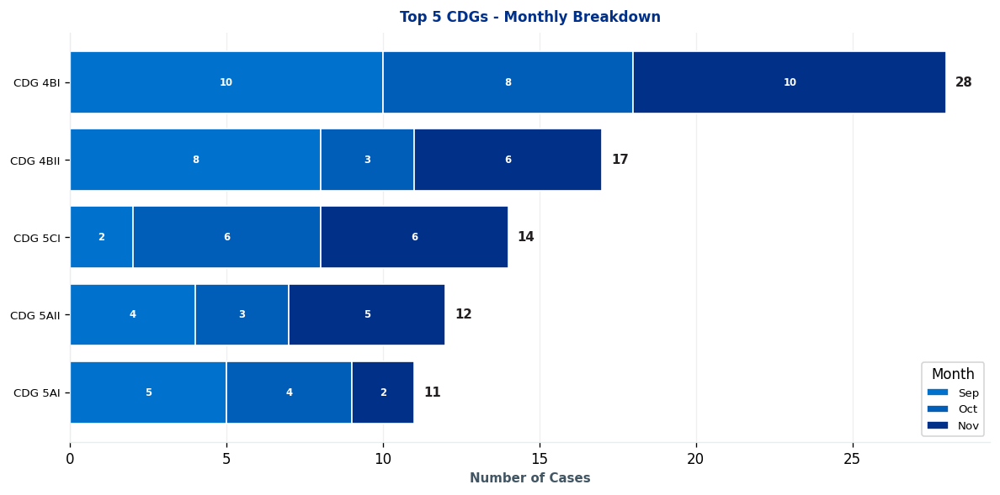 Top 5 CDGs - Monthly Breakdown
CDG 4BI 10 8 10 28
CDG 4BII 8 3 6 17
CDG 5CI 2 6 6 14
CDG 5AII 4 3 5 12
CDG 5AI 5 4 2 11
Month
Sep
Oct
Nov
0 5 10 15 20 25
Number of Cases